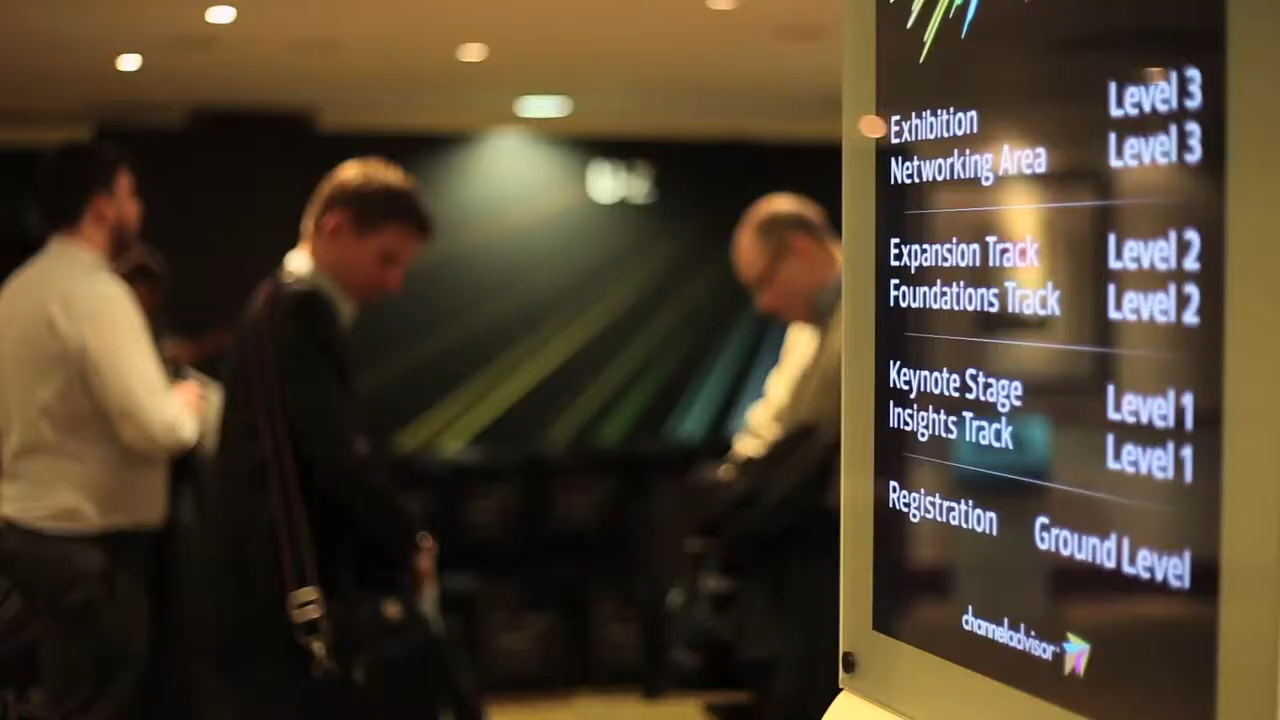 Exhibition Level 3
Networking Area Level 3
Expansion Track Level 2
Foundations Track Level 2
Keynote Stage Level 1
Insights Track Level 1
Registration Ground Level
channeladvisor